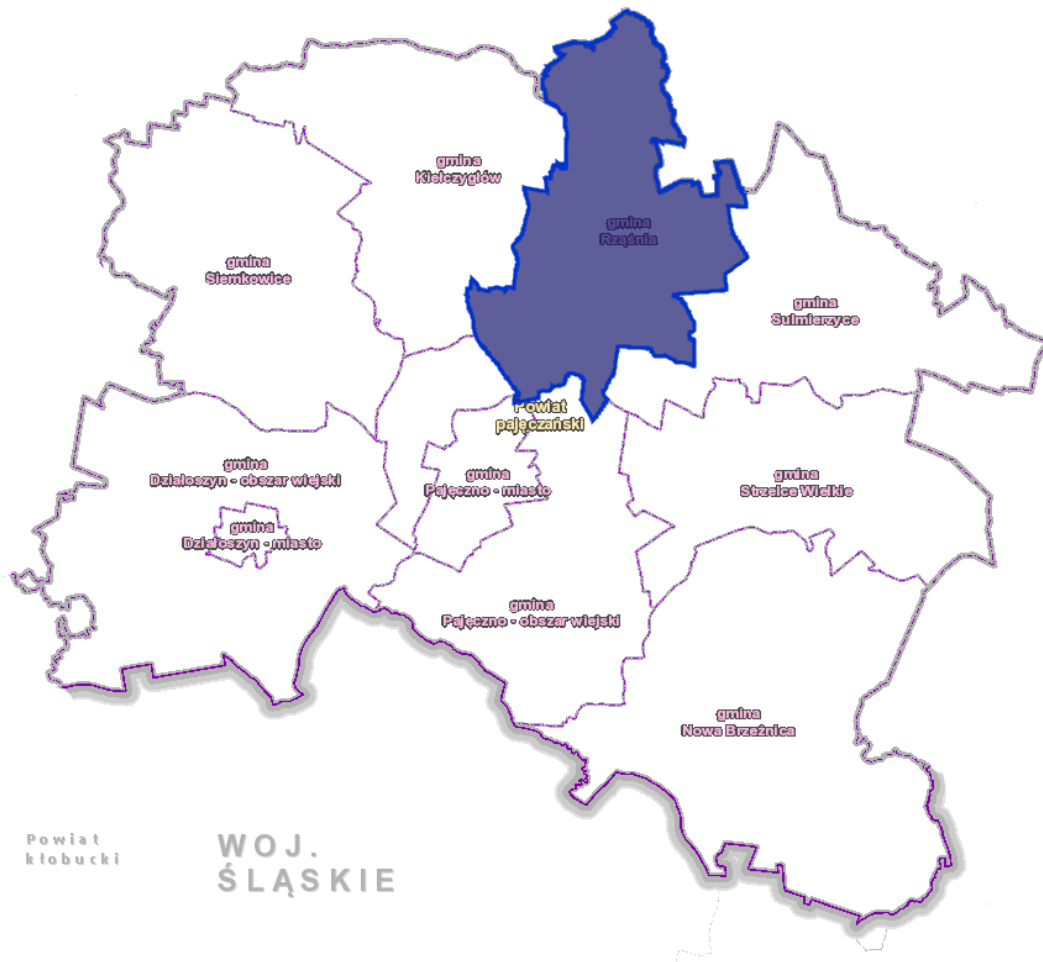 gmina
Kiełczygłów
gmina
Rząśnia
gmina
Siemkowice
gmina
Sulmierzyce
Powiat
pajęczański
gmina
Działoszyn - obszar wiejski
gmina
Pajęczno - miasto
gmina
Strzelce Wielkie
gmina
Działoszyn - miasto
gmina
Pajęczno - obszar wiejski
gmina
Nowa Brzeźnica
Powiat
kłobucki
WOJ.
ŚLĄSKIE